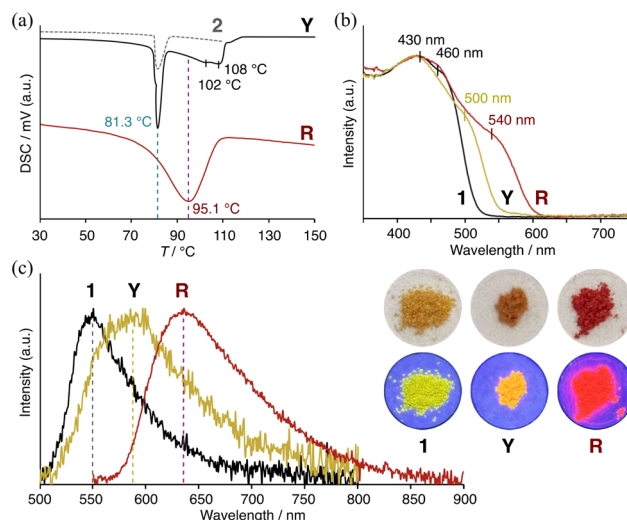 (a)
2
Y
108 °C
102 °C
81.3 °C
R
95.1 °C
DSC / mV (a.u.)
30 50 70 90 110 130 150
T / °C
(b)
430 nm
460 nm
500 nm
540 nm
1 Y R
Intensity (a.u.)
400 500 600 700
Wavelength / nm
(c)
1 Y R
Intensity (a.u.)
500 550 600 650 700 750 800 850 900
Wavelength / nm
1 Y R